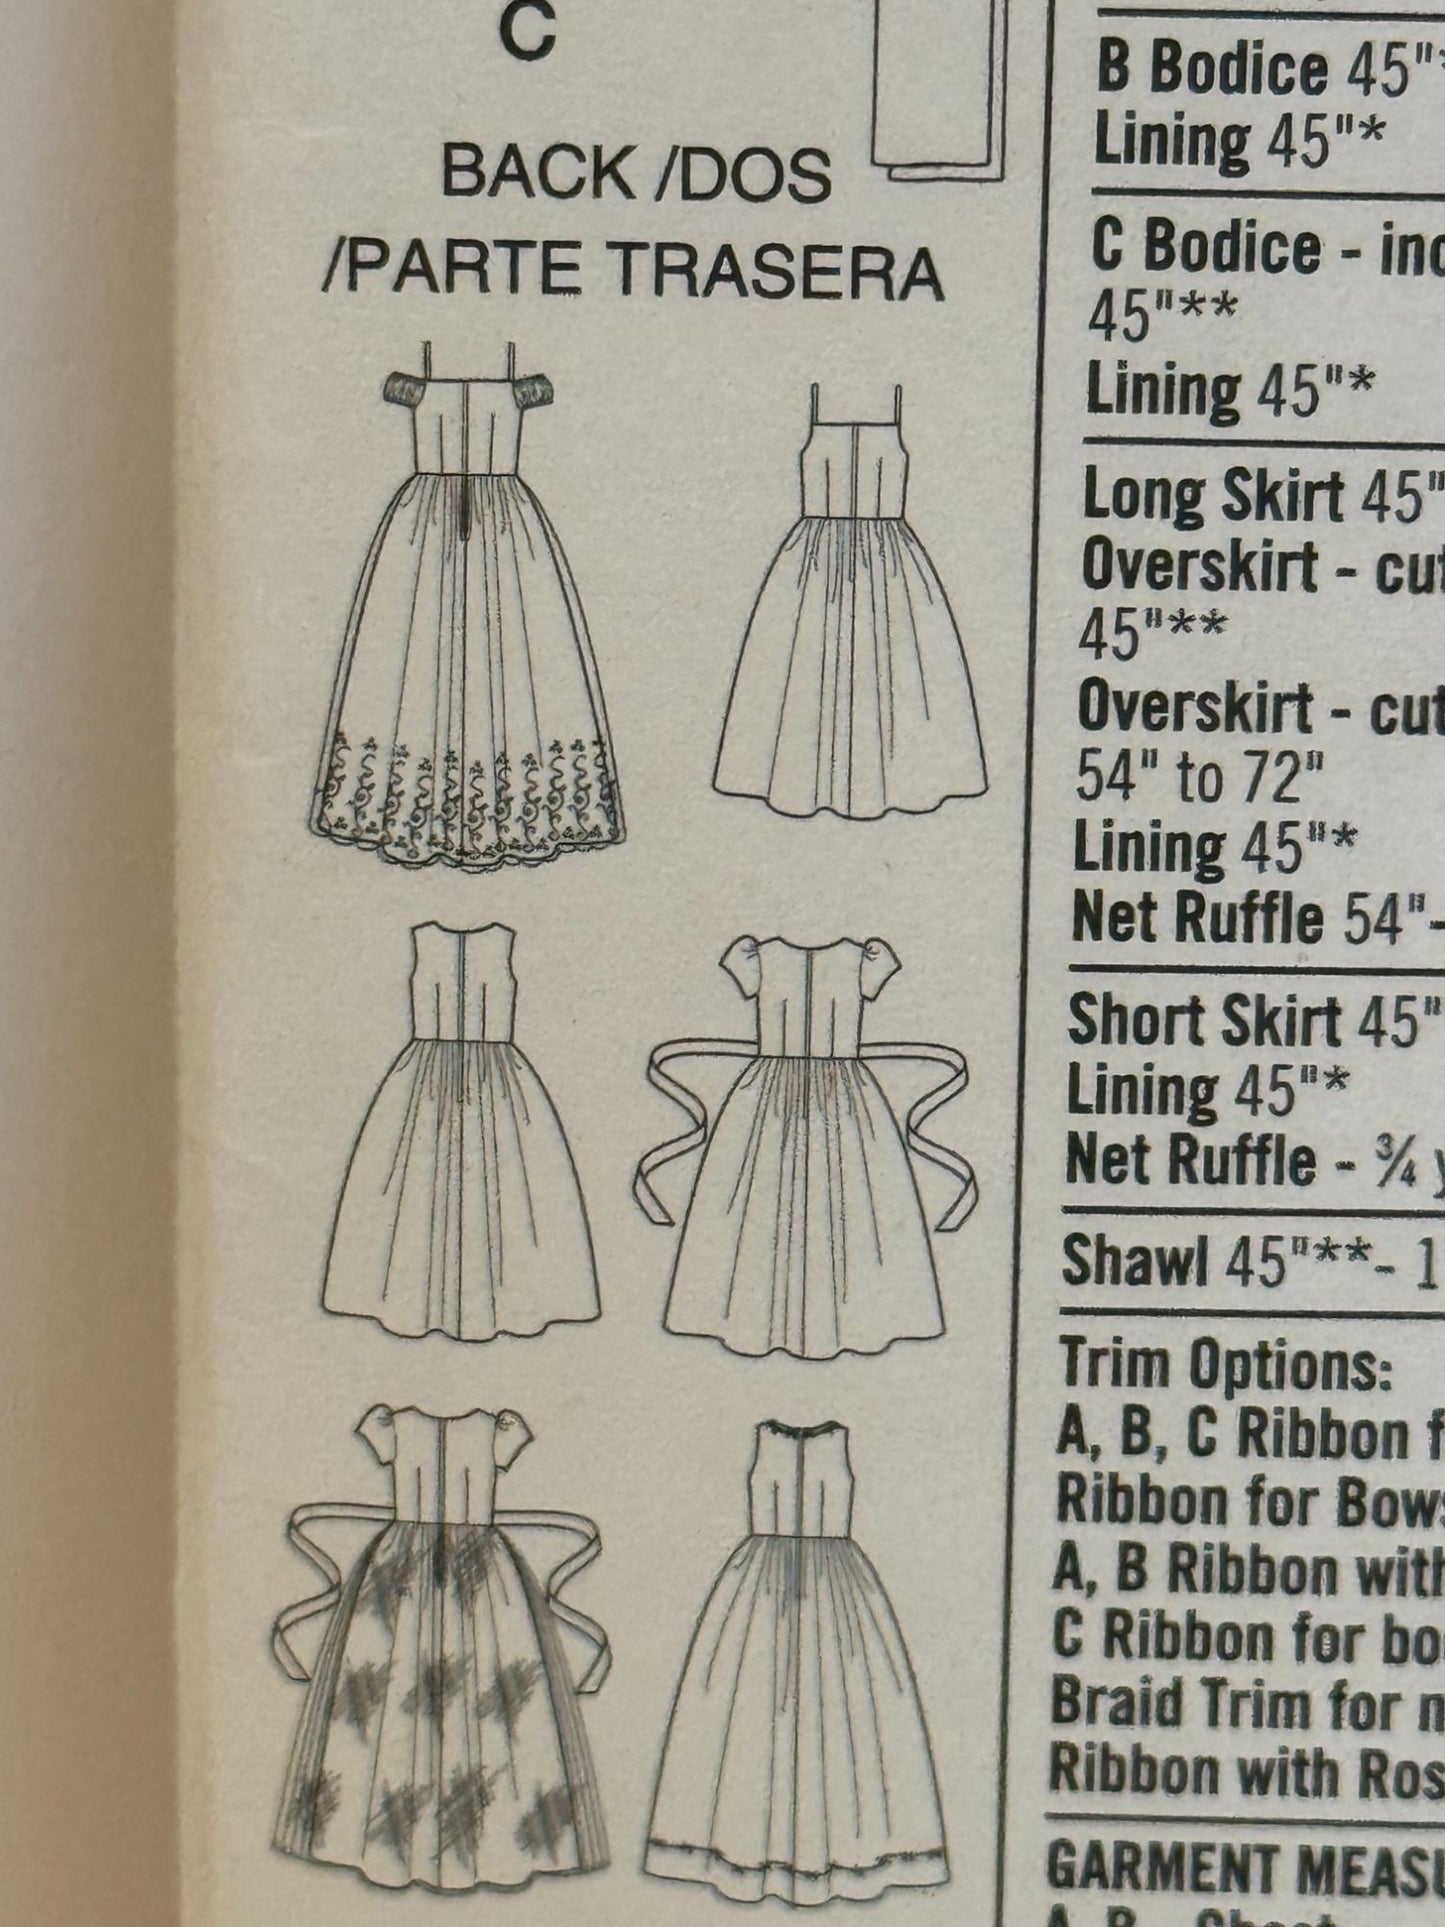 C
BACK /DOS
/PARTE TRASERA
B Bodice 45"*
Lining 45"*
C Bodice -
45"**
Lining 45"*
Long Skirt 45"
Overskirt - cut
45"**
Overskirt - cut
54" to 72"
Lining 45"*
Net Ruffle 54"-
Short Skirt 45"
Lining 45"*
Net Ruffle - ¾ y
Shawl 45"**- 1
Trim Options:
A, B, C Ribbon f
Ribbon for Bows
A, B Ribbon with
C Ribbon for bo
Braid Trim for
Ribbon with Ros
GARMENT MEASU
A, B - Chest